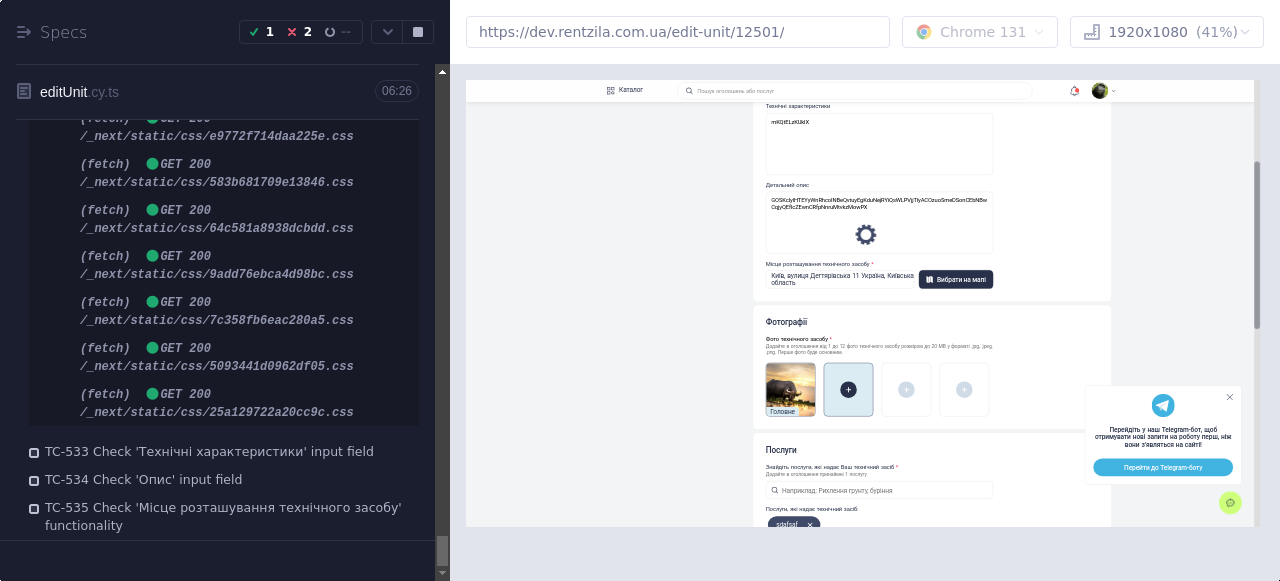 Specs
1
2
--
https://dev.rentzila.com.ua/edit-unit/12501/
Chrome 131
1920x1080 (41%)
editUnit.cy.ts
06:26
(fetch) GET 200
/_next/static/css/e9772f714daa225e.css
(fetch) GET 200
/_next/static/css/583b681709e13846.css
(fetch) GET 200
/_next/static/css/64c581a8938dcbdd.css
(fetch) GET 200
/_next/static/css/9add76ebca4d98bc.css
(fetch) GET 200
/_next/static/css/7c358fb6eac280a5.css
(fetch) GET 200
/_next/static/css/5093441d0962df05.css
(fetch) GET 200
/_next/static/css/25a129722a20cc9c.css
TC-533 Check 'Технічні характеристики' input field
TC-534 Check 'Опис' input field
TC-535 Check 'Місце розташування технічного засобу'
functionality
Каталог
Пошук оголошень або послуг
Технічні характеристики
Детальний опис
Місце розташування технічного засобу *
Київ, вулиця Дегтярівська 11 Україна, Київська
область
Вибрати на мапі
Фотографії
Фото технічного засобу *
Додайте в оголошення від 1 до 12 фото технічного засобу розміром до 20 MB у форматі .jpg, .jpeg,
.png. Перше фото буде основним.
Головне
Послуги
Знайдіть послуги, які надає Ваш технічний засіб *
Додайте в оголошення принаймні 1 послугу
Наприклад: Рихлення грунту, буріння
Послуги, які надає технічний засіб:
sdafsaf
Перейдіть у наш Telegram-бот, щоб
отримувати нові запити на роботу перш, ніж
вони з'являться на сайті!
Перейти до Telegram-боту